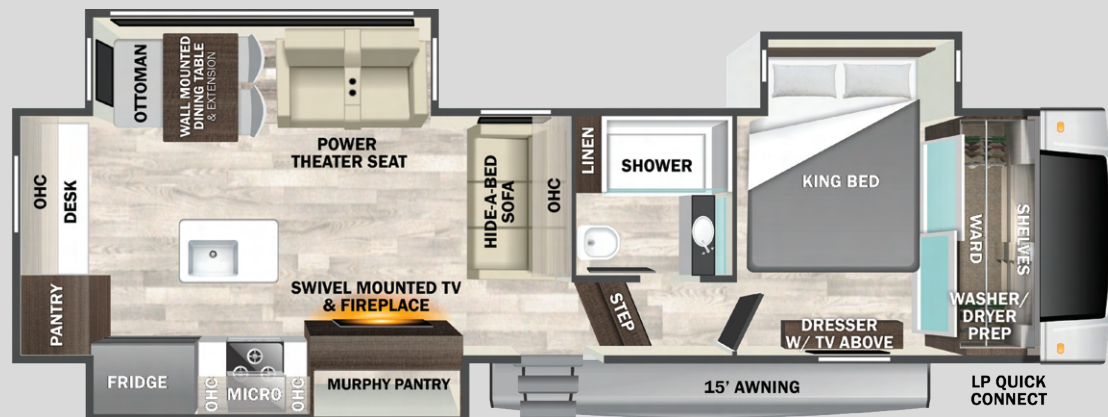 OTTOMAN
WALL MOUNTED
DINING TABLE
& EXTENSION
POWER
THEATER SEAT
OHC
DESK
PANTRY
HIDE-A-BED
SOFA
OHC
LINEN
SHOWER
KING BED
WARD
SHELVES
SWIVEL MOUNTED TV
& FIREPLACE
STEP
DRESSER
W/ TV ABOVE
WASHER/
DRYER
PREP
FRIDGE
OHC
MICRO
OHC
MURPHY PANTRY
15' AWNING
LP QUICK
CONNECT